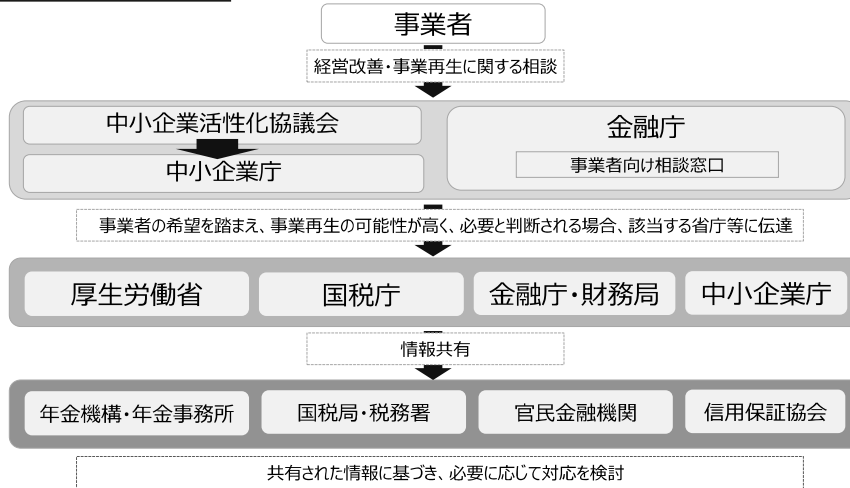 事業者
経営改善・事業再生に関する相談
中小企業活性化協議会
中小企業庁
金融庁
事業者向け相談窓口
事業者の希望を踏まえ、事業再生の可能性が高く、必要と判断される場合、該当する省庁等に伝達
厚生労働省
国税庁
金融庁・財務局
中小企業庁
情報共有
年金機構・年金事務所
国税局・税務署
官民金融機関
信用保証協会
共有された情報に基づき、必要に応じて対応を検討